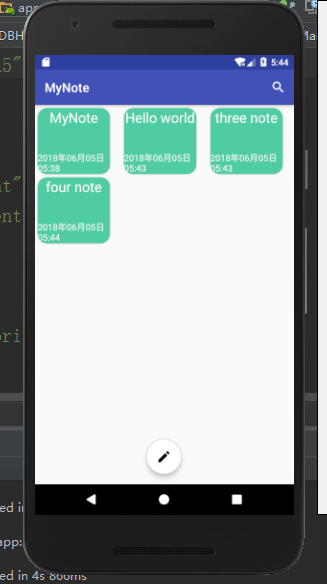 app
DBH
Ma
15"
5:44
MyNote
MyNote
2018年06月05日
05:38
Hello world
2018年06月05日
05:43
three note
2018年06月05日
05:43
four note
2018年06月05日
05:44
t"
ent
ent
ori
ed in
app:
ed in 4s 866ms